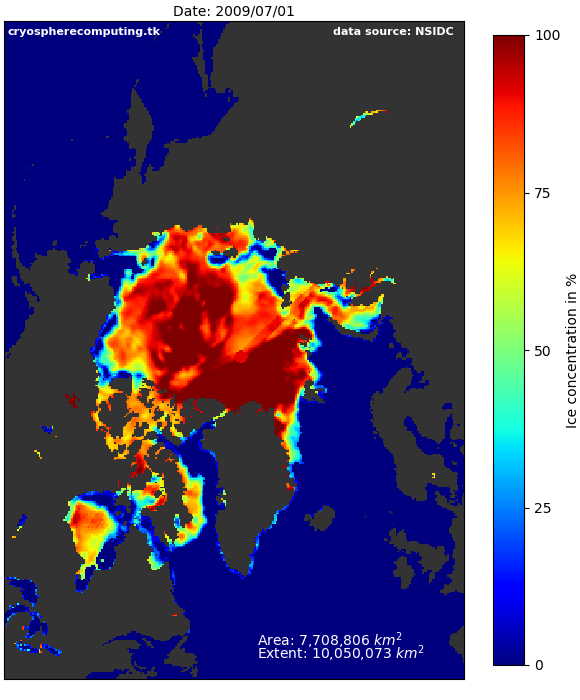 Date: 2009/07/01
cryospherecomputing.tk
data source: NSIDC
100
75
50
25
0
Ice concentration in %
Area: 7,708,806 km²
Extent: 10,050,073 km²